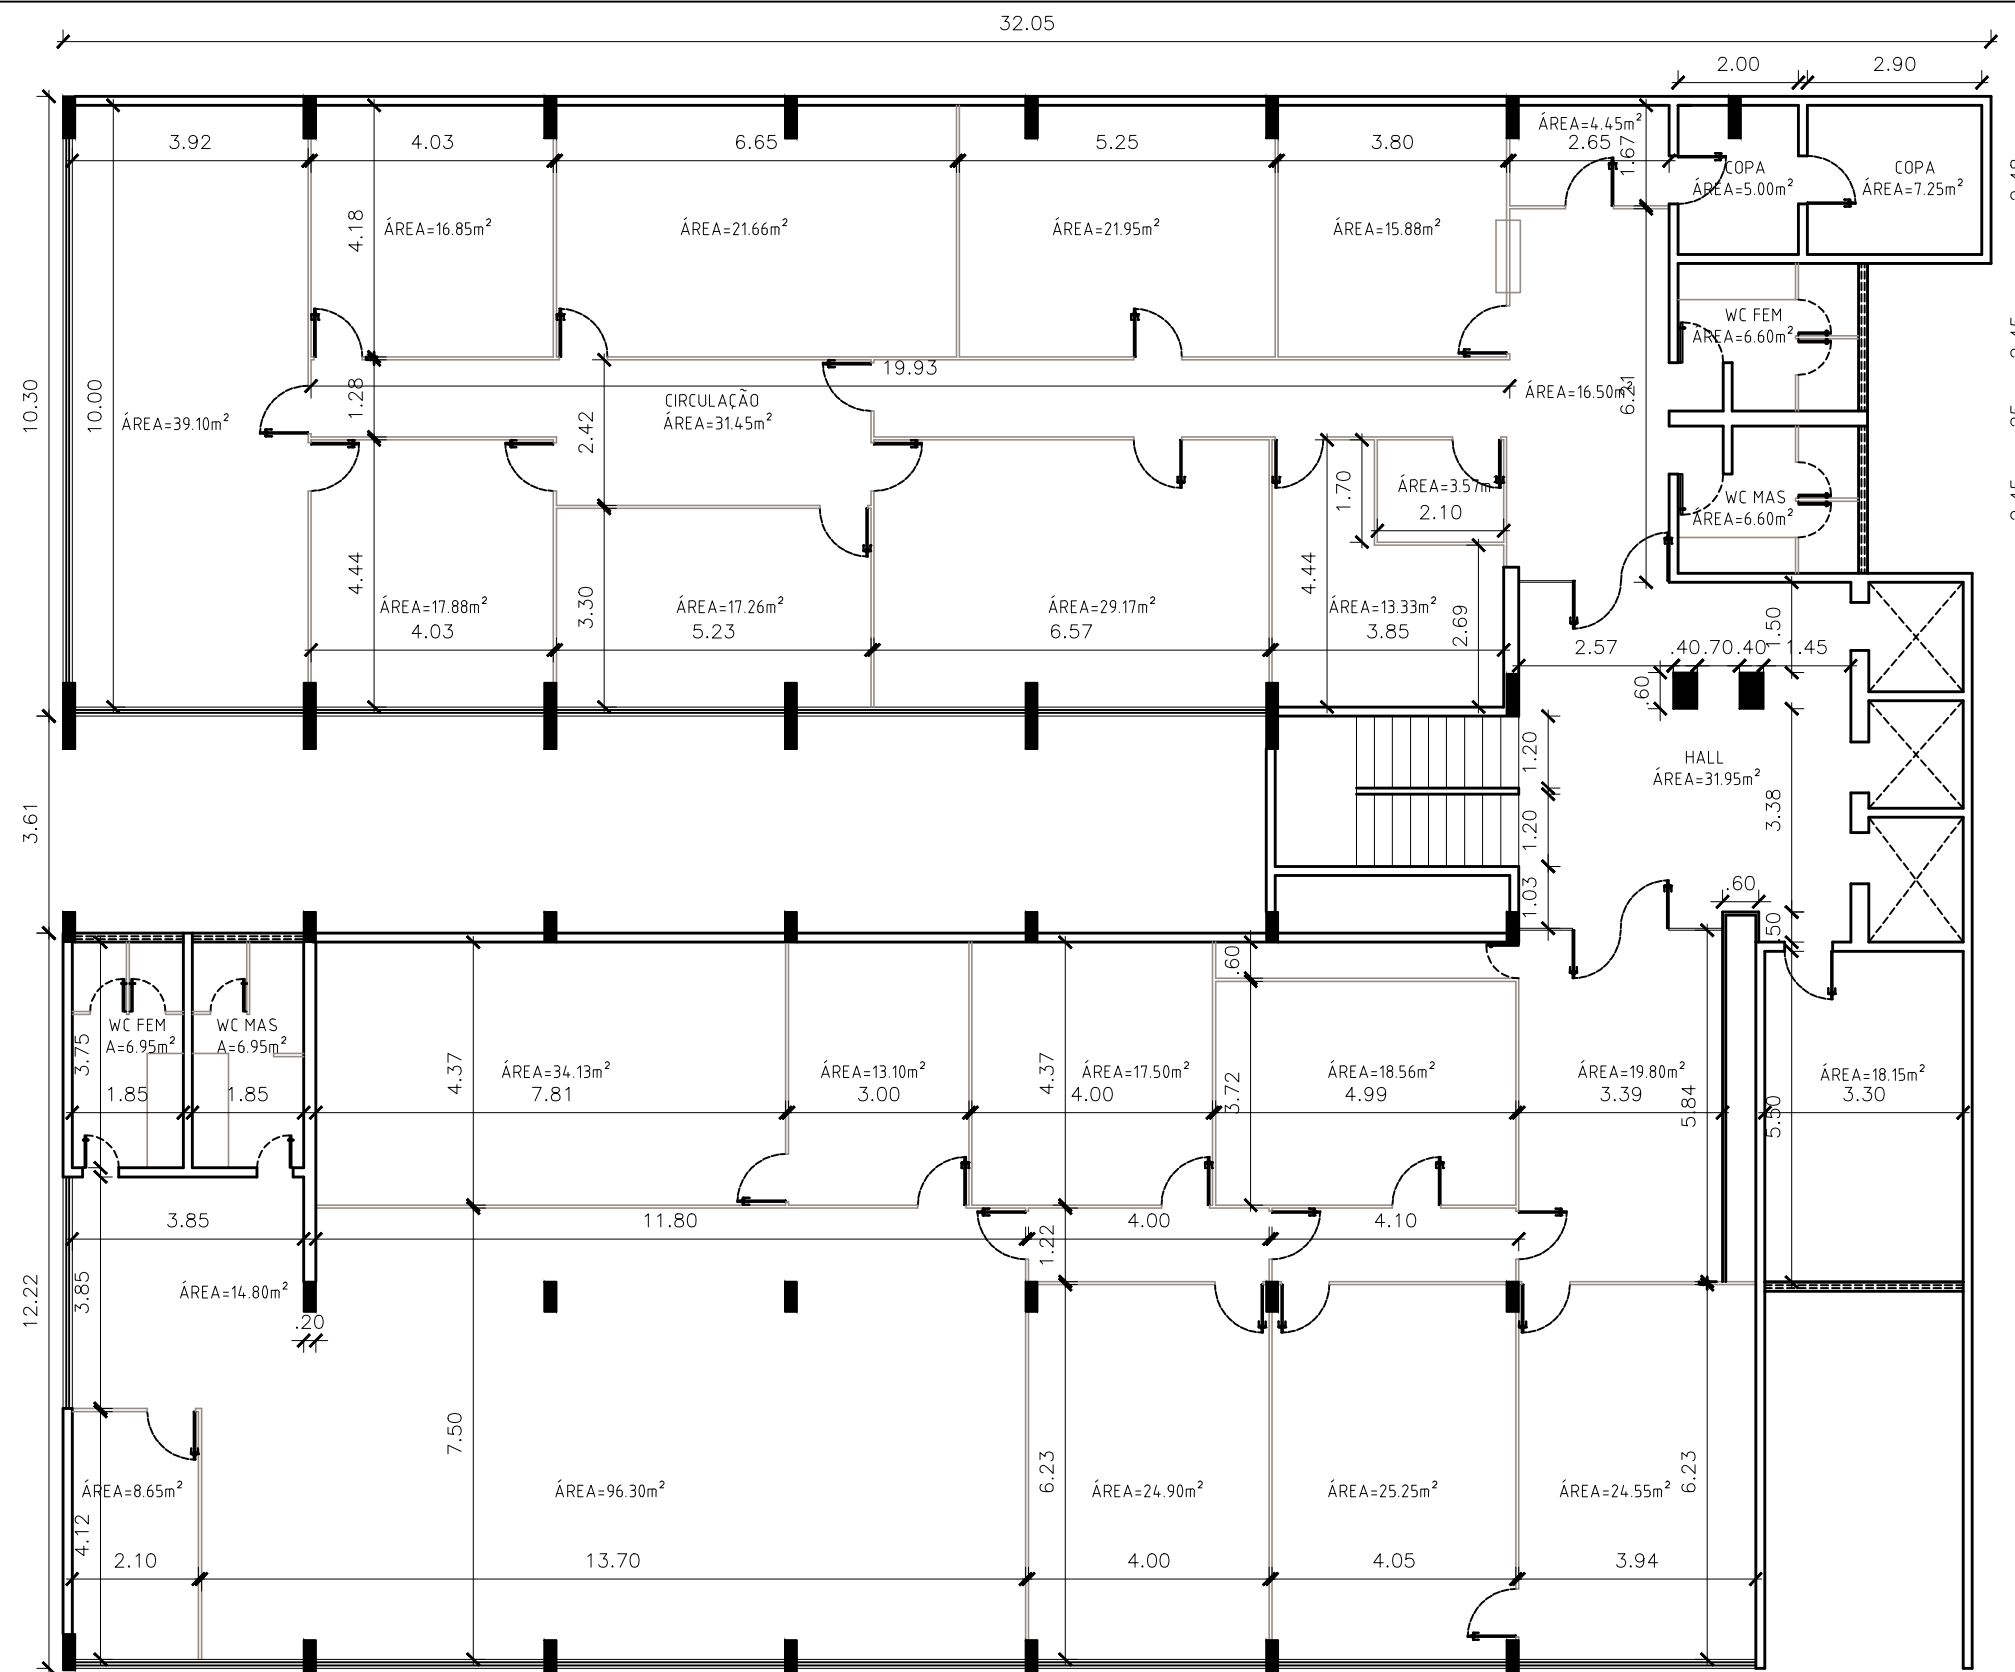 32.05
2.00
2.90
3.92
4.03
6.65
5.25
3.80
ÁREA=4.45m²
2.65
1.67
COPA
ÁREA=5.00m²
COPA
ÁREA=7.25m²
4.18
ÁREA=16.85m²
ÁREA=21.66m²
ÁREA=21.95m²
ÁREA=15.88m²
WC FEM
ÁREA=6.60m²
10.30
10.00
ÁREA=39.10m²
1.28
19.93
CIRCULAÇÃO
ÁREA=31.45m²
2.42
ÁREA=16.50m²
6.21
1.70
ÁREA=3.57m
2.10
WC MAS
ÁREA=6.60m²
4.44
ÁREA=17.88m²
4.03
3.30
ÁREA=17.26m²
5.23
ÁREA=29.17m²
6.57
4.44
ÁREA=13.33m²
3.85
2.69
2.57
.40
.70
.40
1.45
1.50
.60
1.20
HALL
ÁREA=31.95m²
3.61
1.20
3.38
1.03
.60
.50
WC FEM
A=6.95m²
WC MAS
A=6.95m²
3.75
1.85
1.85
4.37
ÁREA=34.13m²
7.81
ÁREA=13.10m²
3.00
4.37
ÁREA=17.50m²
4.00
.60
3.72
ÁREA=18.56m²
4.99
ÁREA=19.80m²
3.39
5.84
5.50
ÁREA=18.15m²
3.30
3.85
11.80
1.22
4.00
4.10
12.22
3.85
ÁREA=14.80m²
.20
7.50
6.23
6.23
ÁREA=8.65m²
4.12
ÁREA=96.30m²
ÁREA=24.90m²
ÁREA=25.25m²
ÁREA=24.55m²
2.10
13.70
4.00
4.05
3.94